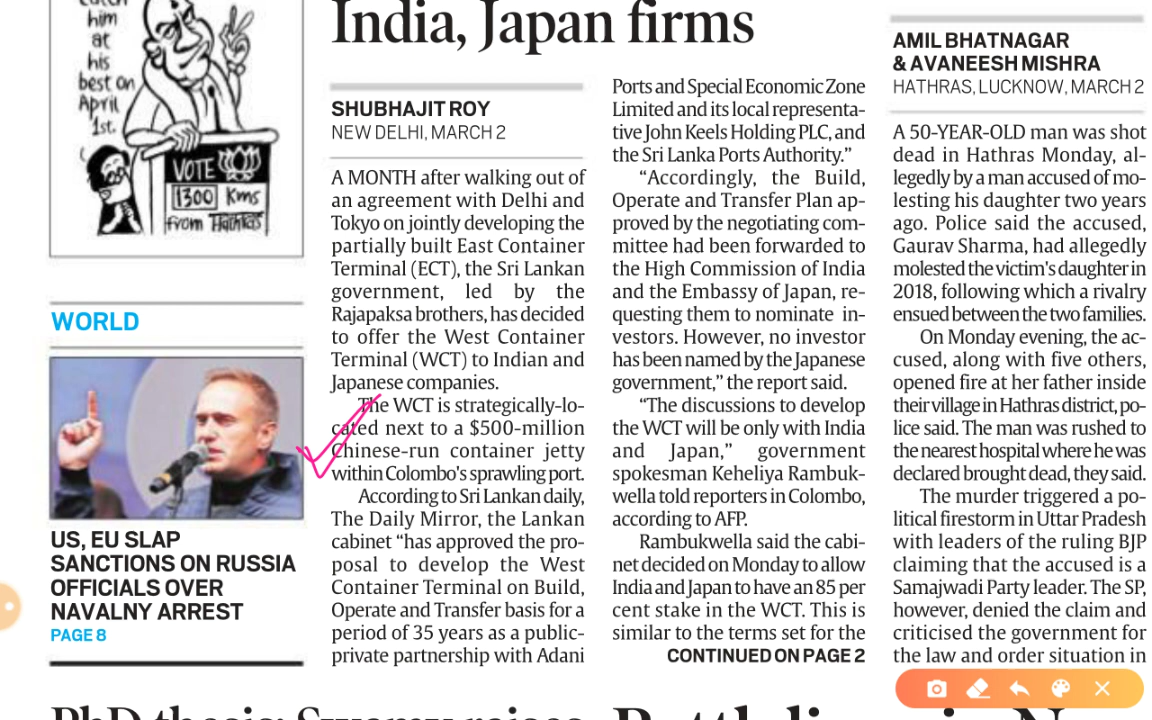 him
at
his
best on
April
1st.
VOTE
1300 Kms
from Hathras
WORLD
US, EU SLAP
SANCTIONS ON RUSSIA
OFFICIALS OVER
NAVALNY ARREST
PAGE 8
India, Japan firms
SHUBHAJIT ROY
NEW DELHI, MARCH 2
A MONTH after walking out of
an agreement with Delhi and
Tokyo on jointly developing the
partially built East Container
Terminal (ECT), the Sri Lankan
government, led by the
Rajapaksa brothers, has decided
to offer the West Container
Terminal (WCT) to Indian and
Japanese companies.
The WCT is strategically-lo-
cated next to a $500-million
Chinese-run container jetty
within Colombo's sprawling port.
According to Sri Lankan daily,
The Daily Mirror, the Lankan
cabinet “has approved the pro-
posal to develop the West
Container Terminal on Build,
Operate and Transfer basis for a
period of 35 years as a public-
private partnership with Adani
Ports and Special Economic Zone
Limited and its local representa-
tive John Keels Holding PLC, and
the Sri Lanka Ports Authority.”
“Accordingly, the Build,
Operate and Transfer Plan ap-
proved by the negotiating com-
mittee had been forwarded to
the High Commission of India
and the Embassy of Japan, re-
questing them to nominate in-
vestors. However, no investor
has been named by the Japanese
government,” the report said.
“The discussions to develop
the WCT will be only with India
and Japan,” government
spokesman Keheliya Rambuk-
wella told reporters in Colombo,
according to AFP.
Rambukwella said the cabi-
net decided on Monday to allow
India and Japan to have an 85 per
cent stake in the WCT. This is
similar to the terms set for the
CONTINUED ON PAGE 2
AMIL BHATNAGAR
& AVANEESH MISHRA
HATHRAS, LUCKNOW, MARCH 2
A 50-YEAR-OLD man was shot
dead in Hathras Monday, al-
legedly by a man accused of mo-
lesting his daughter two years
ago. Police said the accused,
Gaurav Sharma, had allegedly
molested the victim's daughter in
2018, following which a rivalry
ensued between the two families.
On Monday evening, the ac-
cused, along with five others,
opened fire at her father inside
their village in Hathras district, po-
lice said. The man was rushed to
the nearest hospital where he was
declared brought dead, they said.
The murder triggered a po-
litical firestorm in Uttar Pradesh
with leaders of the ruling BJP
claiming that the accused is a
Samajwadi Party leader. The SP,
however, denied the claim and
criticised the government for
the law and order situation in